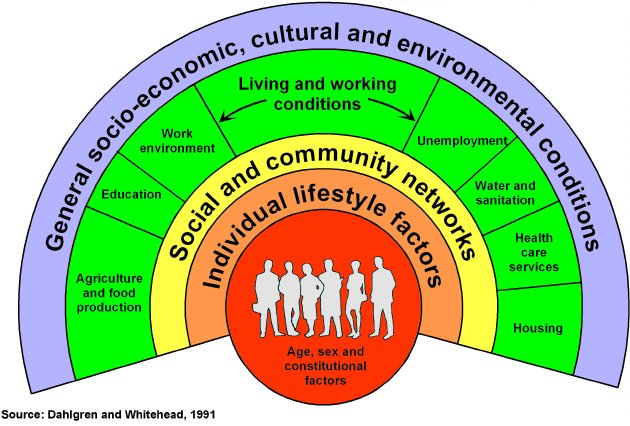 General socio-economic, cultural and environmental conditions
Living and working
conditions
Work
environment
Education
Agriculture
and food
production
Unemployment
Water and
sanitation
Health
care
services
Housing
Social and community networks
Individual lifestyle factors
Age, sex and
constitutional
factors
Source: Dahlgren and Whitehead, 1991